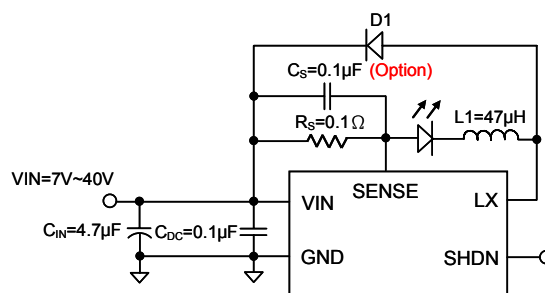 D1
CS=0.1μF (Option)
RS=0.1Ω
L1=47μH
VIN=7V~40V
SENSE
VIN
LX
CIN=4.7μF
CDC=0.1μF
GND
SHDN